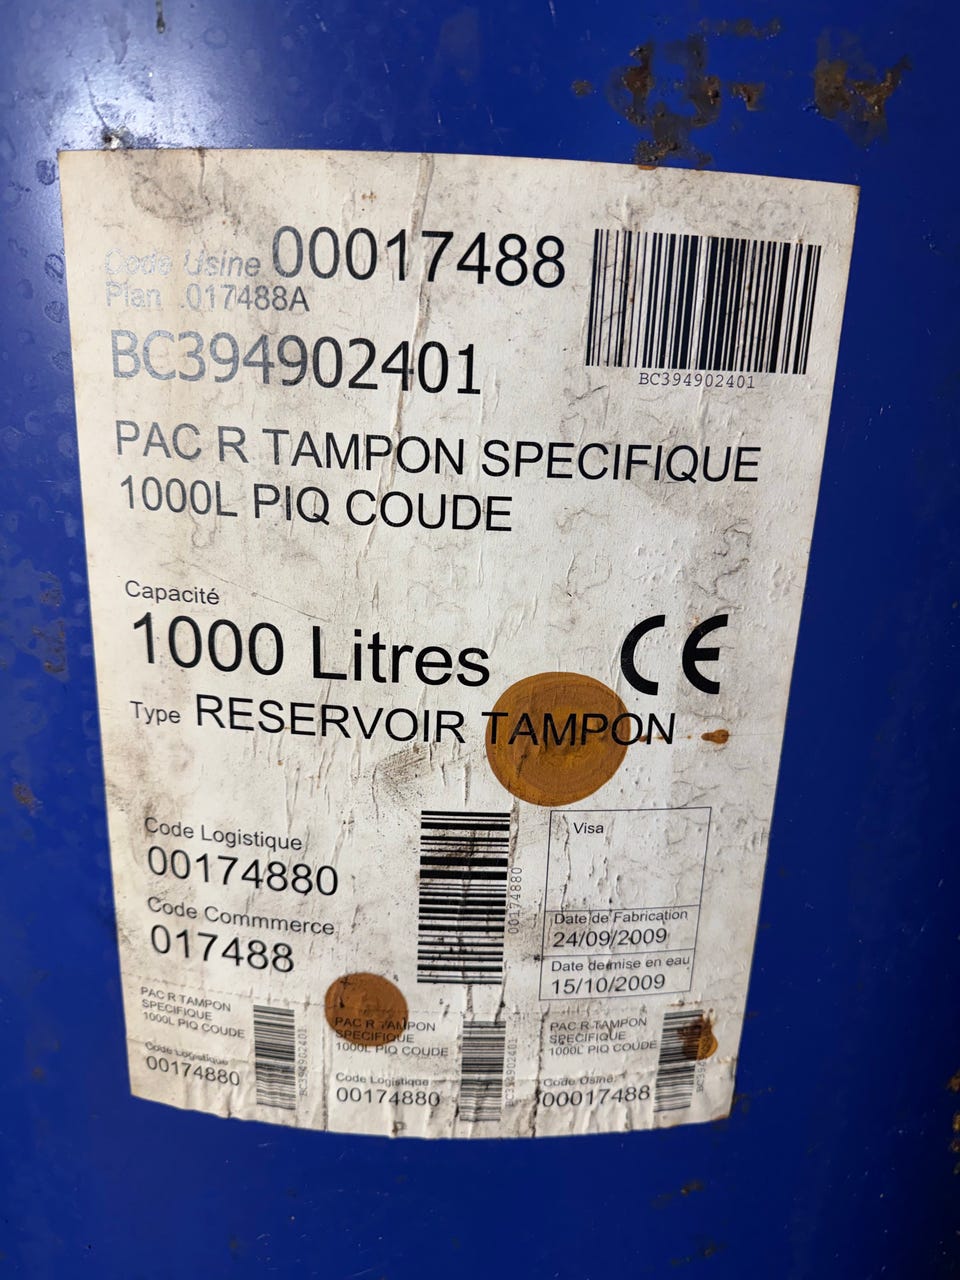 Code Usine 00017488
Plan .017488A
BC394902401
BC394902401
PAC R TAMPON SPECIFIQUE
1000L PIQ COUDE
Capacité
1000 Litres
CE
Type RESERVOIR TAMPON
Code Logistique
00174880
00174880
Code Commmerce
017488
Visa
Date de Fabrication
24/09/2009
Date de mise en eau
15/10/2009
PAC R TAMPON
SPECIFIQUE
1000L PIQ COUDE
Code Logistique
00174880
BC394902401
PAC R TAMPON
SPECIFIQUE
1000L PIQ COUDE
Code Logistique
00174880
BC394902401
PAC R TAMPON
SPECIFIQUE
1000L PIQ COUDE
Code Usine
00017488